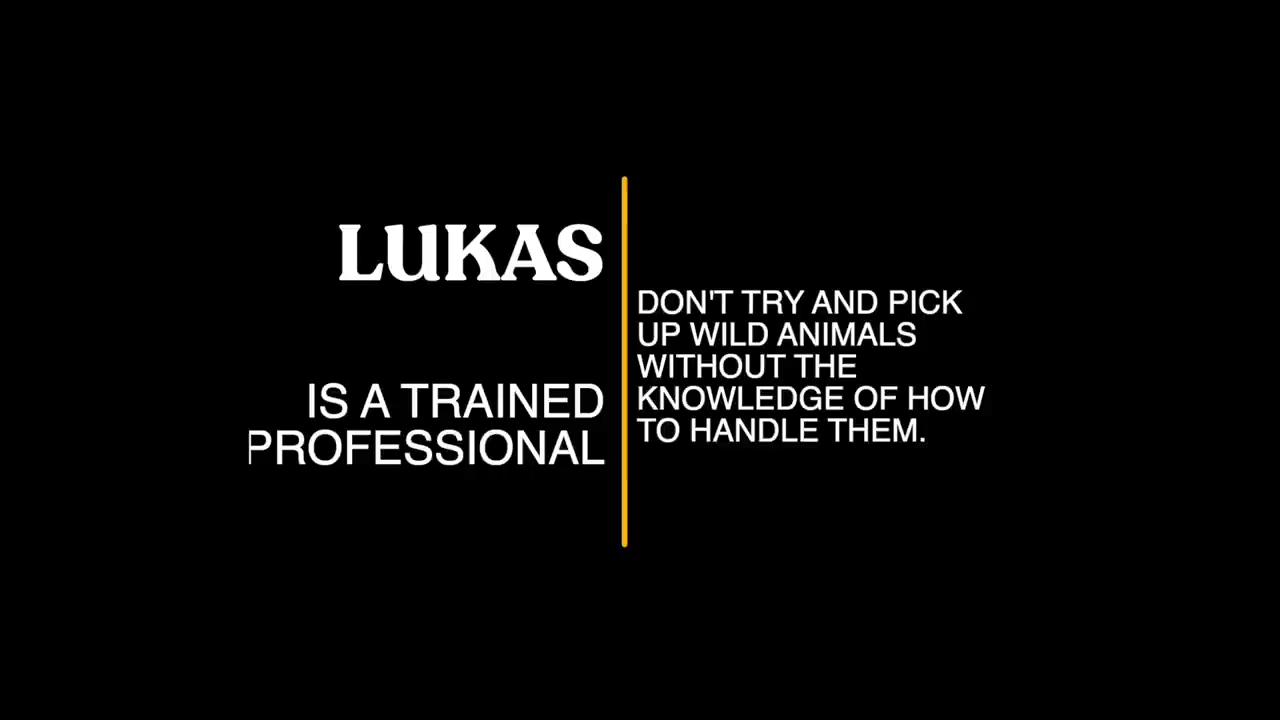 LUKAS
IS A TRAINED
PROFESSIONAL
DON'T TRY AND PICK
UP WILD ANIMALS
WITHOUT THE
KNOWLEDGE OF HOW
TO HANDLE THEM.